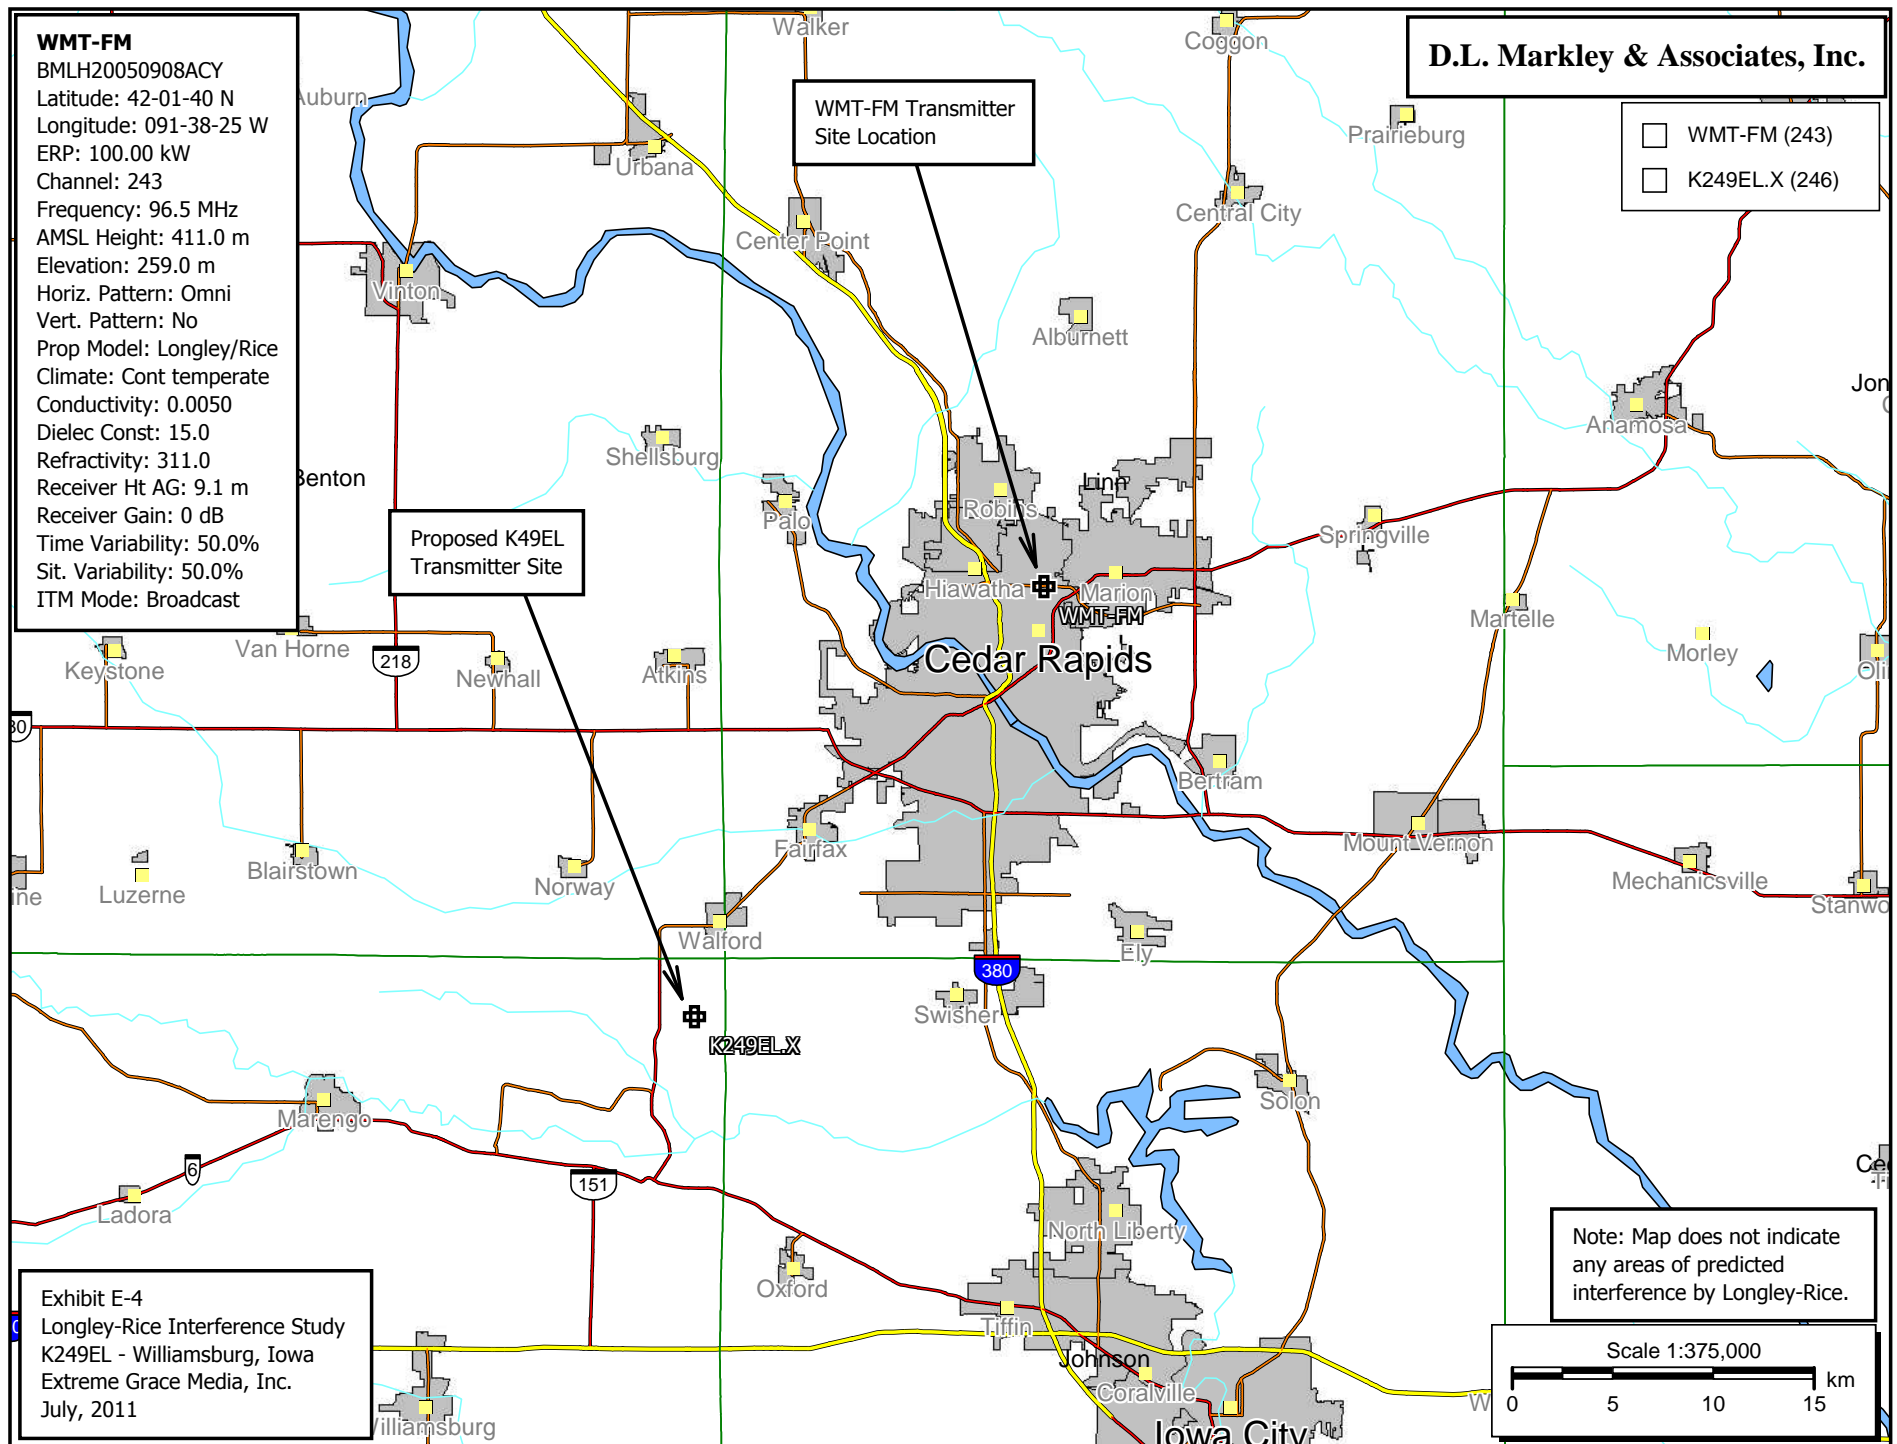 WMT-FM
BMLH20050908ACY
Latitude: 42-01-40 N
Longitude: 091-38-25 W
ERP: 100.00 kW
Channel: 243
Frequency: 96.5 MHz
AMSL Height: 411.0 m
Elevation: 259.0 m
Horiz. Pattern: Omni
Vert. Pattern: No
Prop Model: Longley/Rice
Climate: Cont temperate
Conductivity: 0.0050
Dielec Const: 15.0
Refractivity: 311.0
Receiver Ht AG: 9.1 m
Receiver Gain: 0 dB
Time Variability: 50.0%
Sit. Variability: 50.0%
ITM Mode: Broadcast
D.L. Markley & Associates, Inc.
WMT-FM (243)
K249EL.X (246)
WMT-FM Transmitter
Site Location
Proposed K49EL
Transmitter Site
Walker
Coggon
Auburn
Urbana
Prairieburg
Central City
Center Point
Vinton
Alburnett
Jon
Anamosa
Shellsburg
Benton
Linn
Robins
Palo
Springville
Hiawatha
Marion
WMT-FM
Martelle
Van Horne
Keystone
218
Newhall
Atkins
Cedar Rapids
Morley
Oli
30
Bertram
Fairfax
Mount Vernon
Blairstown
Luzerne
ine
Norway
Mechanicsville
Stanwo
Walford
Ely
380
Swisher
K249EL.X
Solon
Marengo
6
151
Ladora
Ced
North Liberty
Oxford
Tiffin
Johnson
Coralville
Iowa City
Williamsburg
W
Note: Map does not indicate
any areas of predicted
interference by Longley-Rice.
Exhibit E-4
Longley-Rice Interference Study
K249EL - Williamsburg, Iowa
Extreme Grace Media, Inc.
July, 2011
Scale 1:375,000
0 5 10 15 km